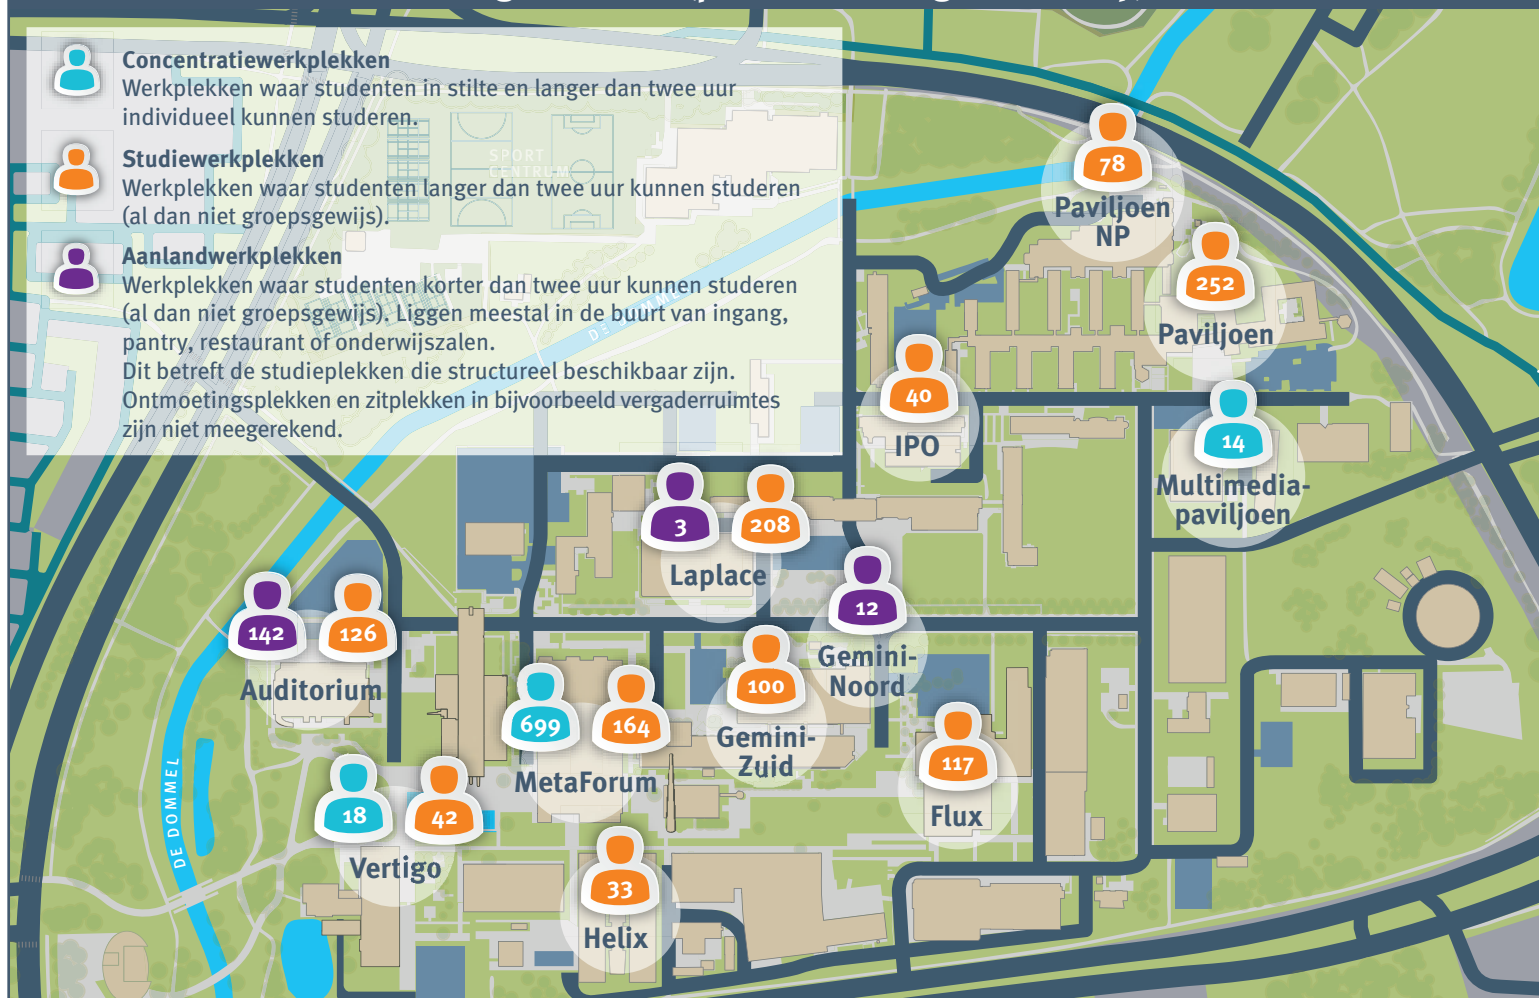 Concentratiewerkplekken
Werkplekken waar studenten in stilte en langer dan twee uur
individueel kunnen studeren.
Studiewerkplekken
Werkplekken waar studenten langer dan twee uur kunnen studeren
(al dan niet groepsgewijs).
Aanlandwerkplekken
Werkplekken waar studenten korter dan twee uur kunnen studeren
(al dan niet groepsgewijs). Liggen meestal in de buurt van ingang,
pantry, restaurant of onderwijszalen.
Dit betreft de studieplekken die structureel beschikbaar zijn.
Ontmoetingsplekken en zitplekken in bijvoorbeeld vergaderruimtes
zijn niet meegerekend.
SPORT
CENTRUM
DE DOMMEL
78
Paviljoen
NP
252
Paviljoen
40
IPO
14
Multimedia-
paviljoen
3
208
Laplace
12
Gemini-
Noord
142
126
Auditorium
100
Gemini-
Zuid
699
164
MetaForum
117
Flux
18
42
Vertigo
33
Helix
DE DOMMEL